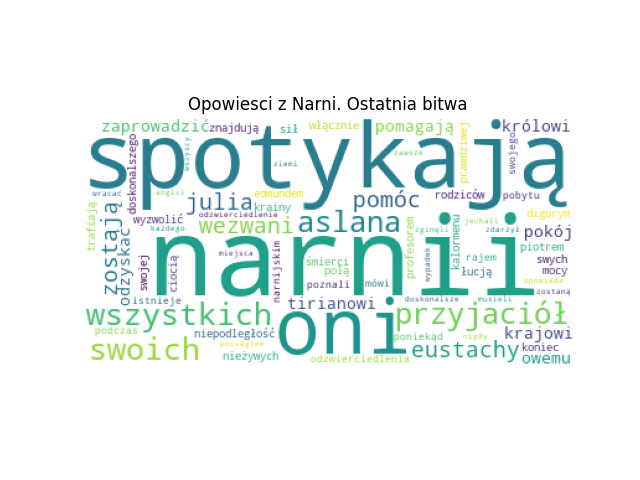 Opowiesci z Narni. Ostatnia bitwa
zaprowadzić znajdują sił włącznie pomagają królowi
spotykają
doskonalszego wszyscy ziemi zawsze prawdziwej swojego
wracać anglii edmundem rodziców pobytu
julia krainy pomóc digorym
trafiają zostają odzyskać wyzwolić odzwierciedlenie wezwani aslana pokój
każdego profesorem zginęli kalormenu jechali zdarzył
narnii
swojej ciocią miejsca narnijskim śmierci polą poznali mówi wypadek rajem łucją piotrem swych mocy
istnieje tirianowi doskonalsze musieli opowiada zostaną
wszystkich oni przyjaciół
podczas niepodległość poniekąd nigdy krajowi
swoich pociągiem nieżywych odzwierciedlenia eustachy koniec owemu